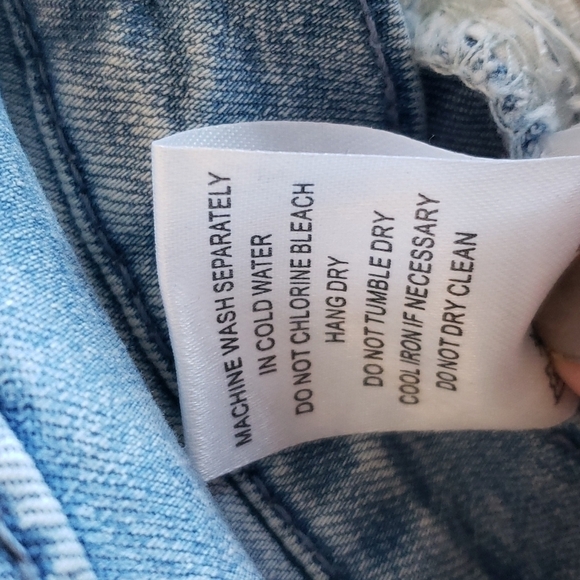 MACHINE WASH SEPARATELY
IN COLD WATER
DO NOT CHLORINE BLEACH
HANG DRY
DO NOT TUMBLE DRY
COOL IRON IF NECESSARY
DO NOT DRY CLEAN